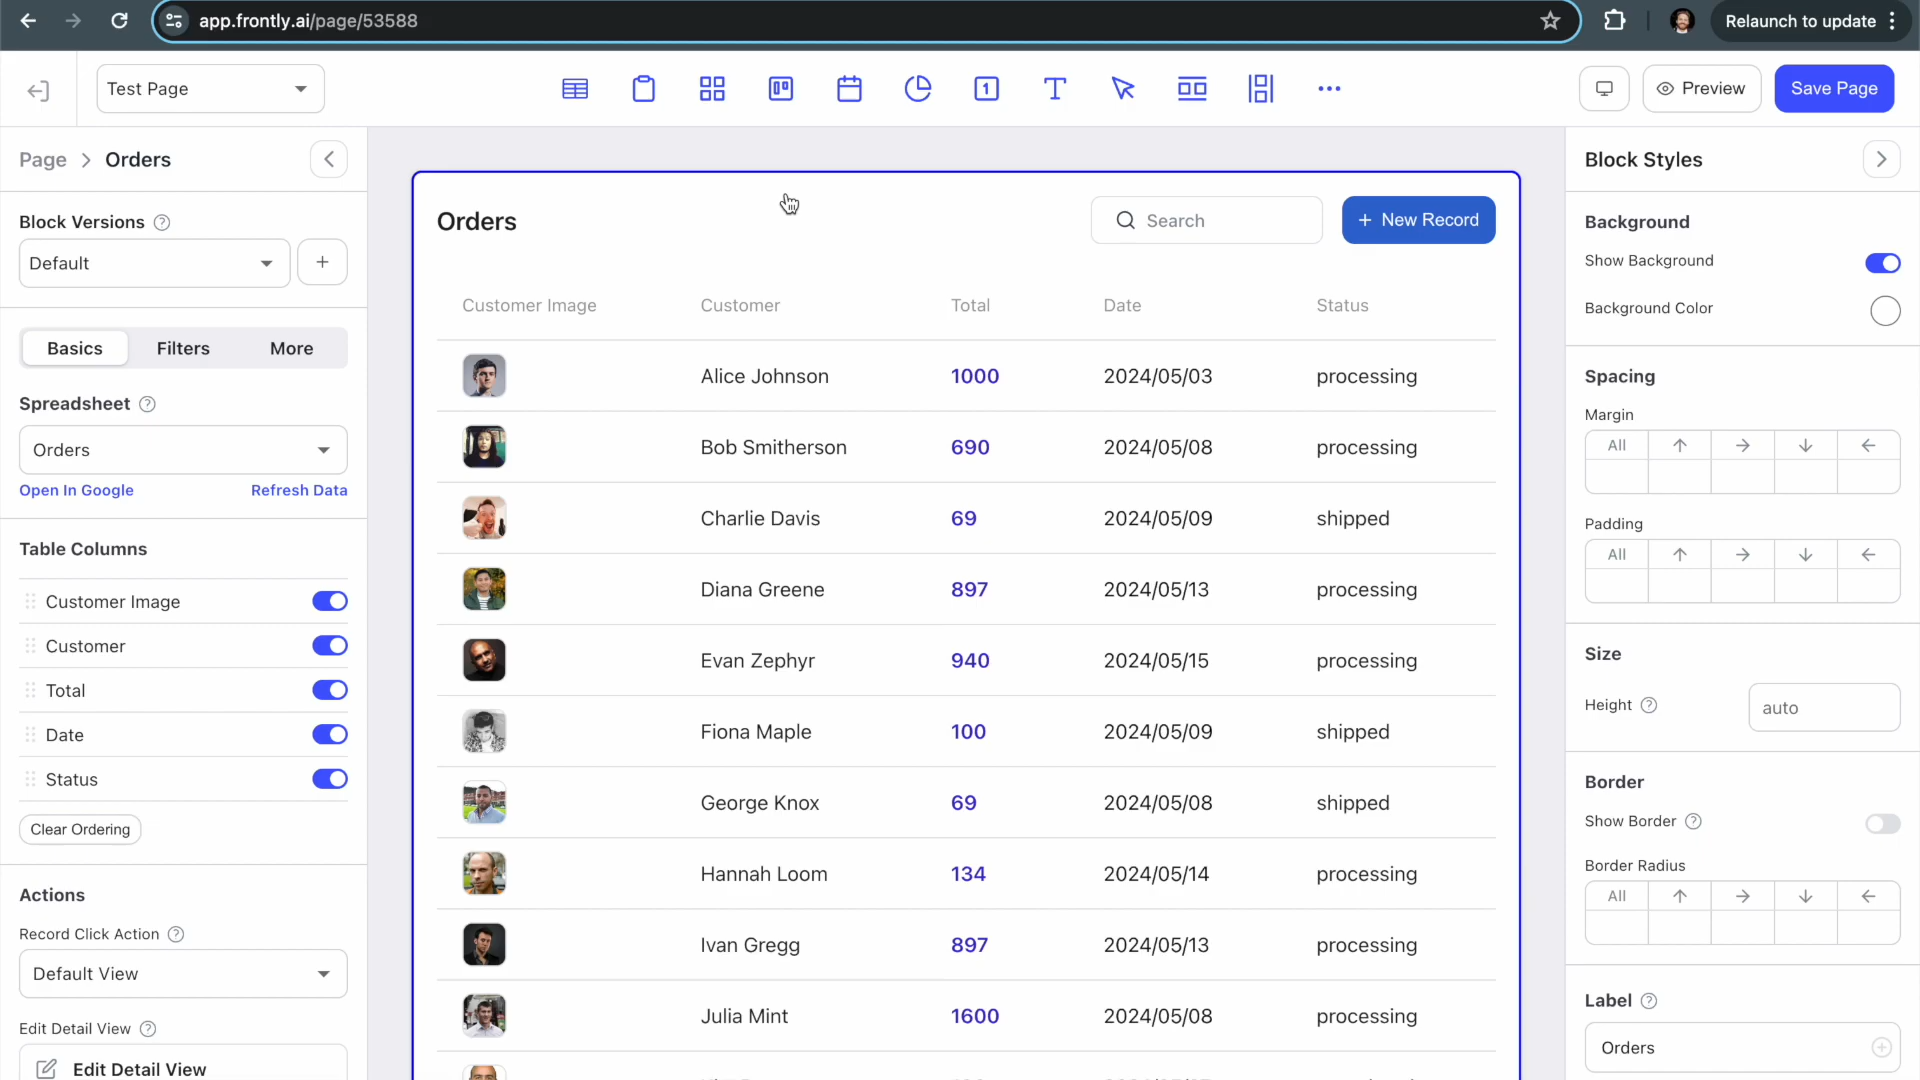 app.frontly.ai/page/53588
Relaunch to update
Test Page
1
T
Preview
Save Page
Page > Orders
Block Versions ?
Default
+
Basics Filters More
Spreadsheet ?
Orders
Open In Google Refresh Data
Table Columns
Customer Image
Customer
Total
Date
Status
Clear Ordering
Actions
Record Click Action ?
Default View
Edit Detail View ?
Edit Detail View
Orders
Search
+ New Record
Customer Image Customer Total Date Status
Alice Johnson 1000 2024/05/03 processing
Bob Smitherson 690 2024/05/08 processing
Charlie Davis 69 2024/05/09 shipped
Diana Greene 897 2024/05/13 processing
Evan Zephyr 940 2024/05/15 processing
Fiona Maple 100 2024/05/09 shipped
George Knox 69 2024/05/08 shipped
Hannah Loom 134 2024/05/14 processing
Ivan Gregg 897 2024/05/13 processing
Julia Mint 1600 2024/05/08 processing
Block Styles
Background
Show Background
Background Color
Spacing
Margin
All ↑ → ↓ ←
Padding
All ↑ → ↓ ←
Size
Height ? auto
Border
Show Border ?
Border Radius
All ↑ → ↓ ←
Label ?
Orders